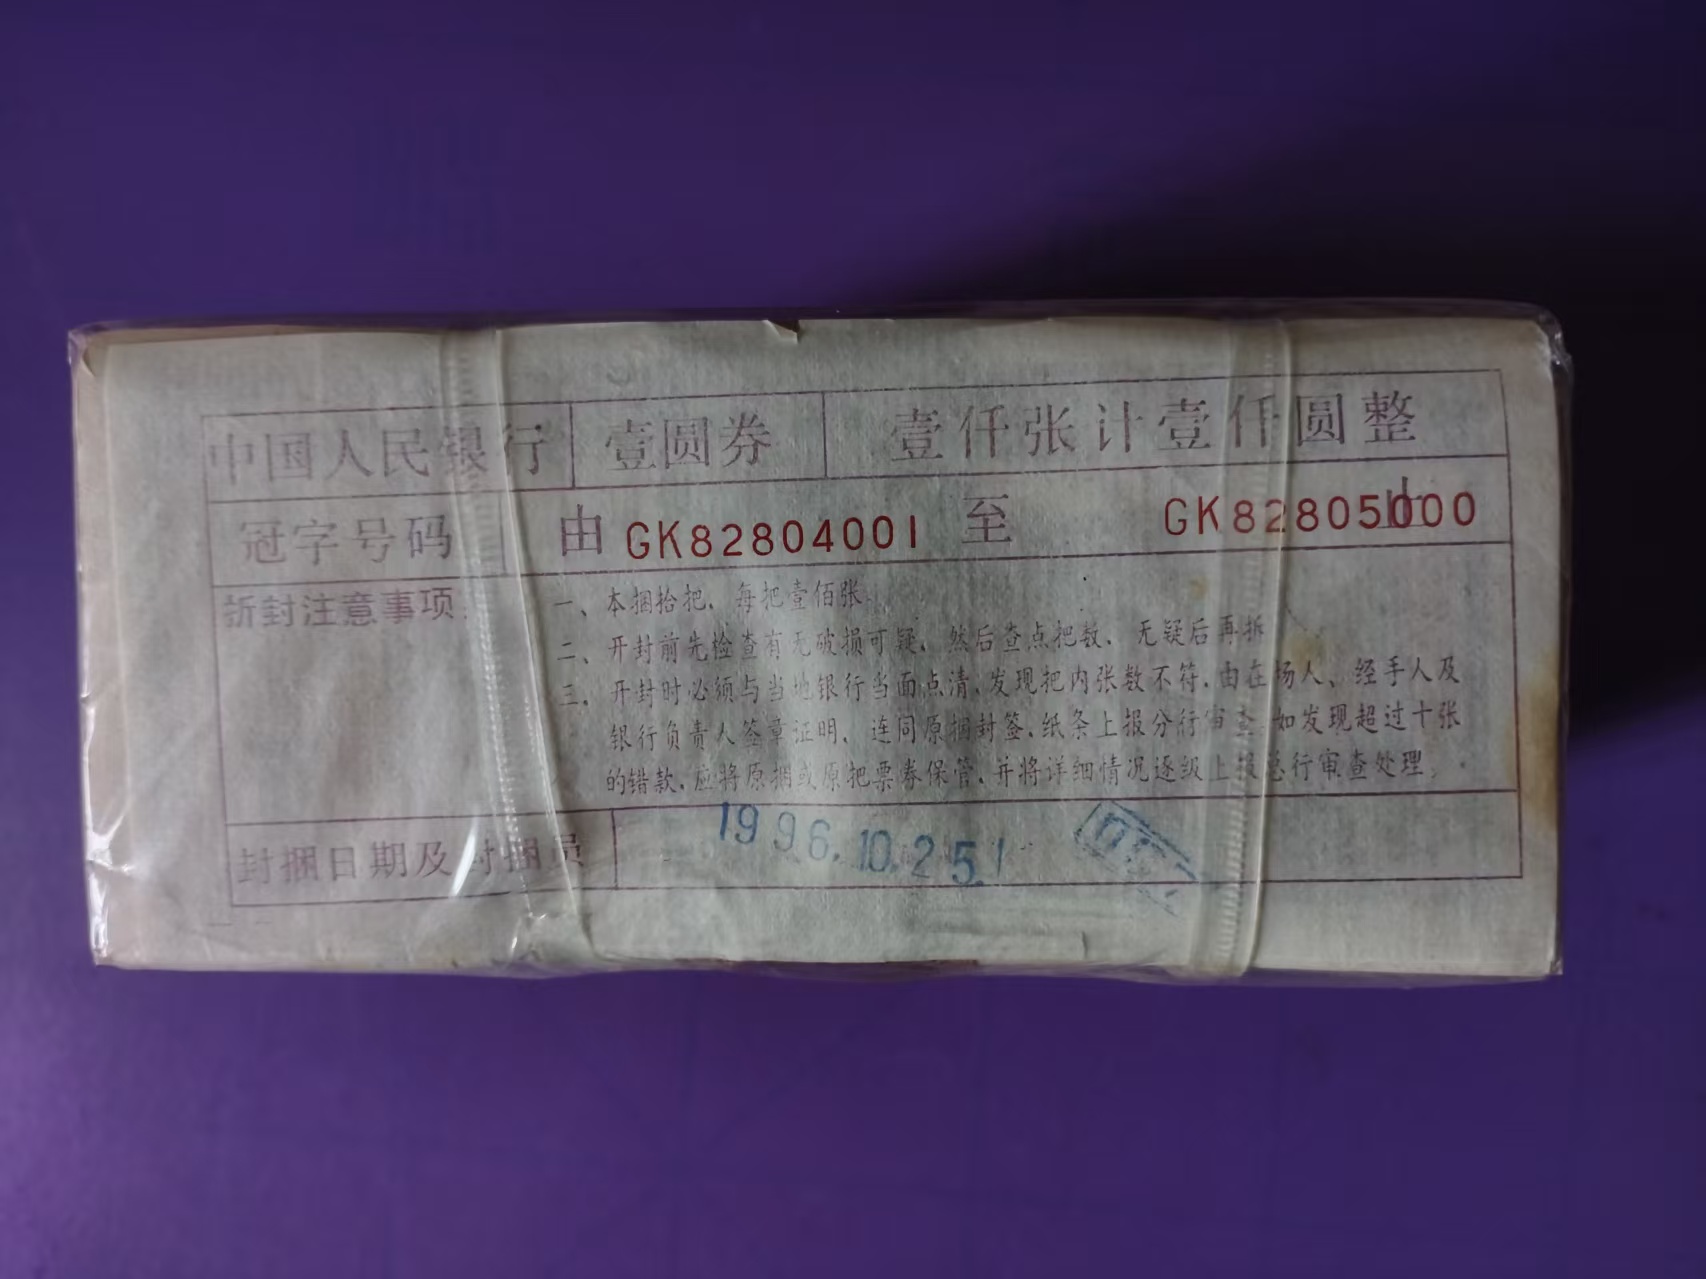 中国人民银行 壹圆券 壹仟张计壹仟圆整
冠字号码 由 GK82804001 至 GK82805000 止
拆封注意事项：
一、本捆拾把，每把壹佰张。
二、开封前先检查有无破损可疑，然后查点把数，无疑后再拆
三、开封时必须与当地银行当面点清，发现把内张数不符，由在场人、经手人及
银行负责人签章证明，连同原捆封签，纸条上报分行审查，如发现超过十张
的错款，应将原捆或原把票券保管，并将详细情况逐级上报总行审查处理。
封捆日期及封捆员 1996.10.25.1